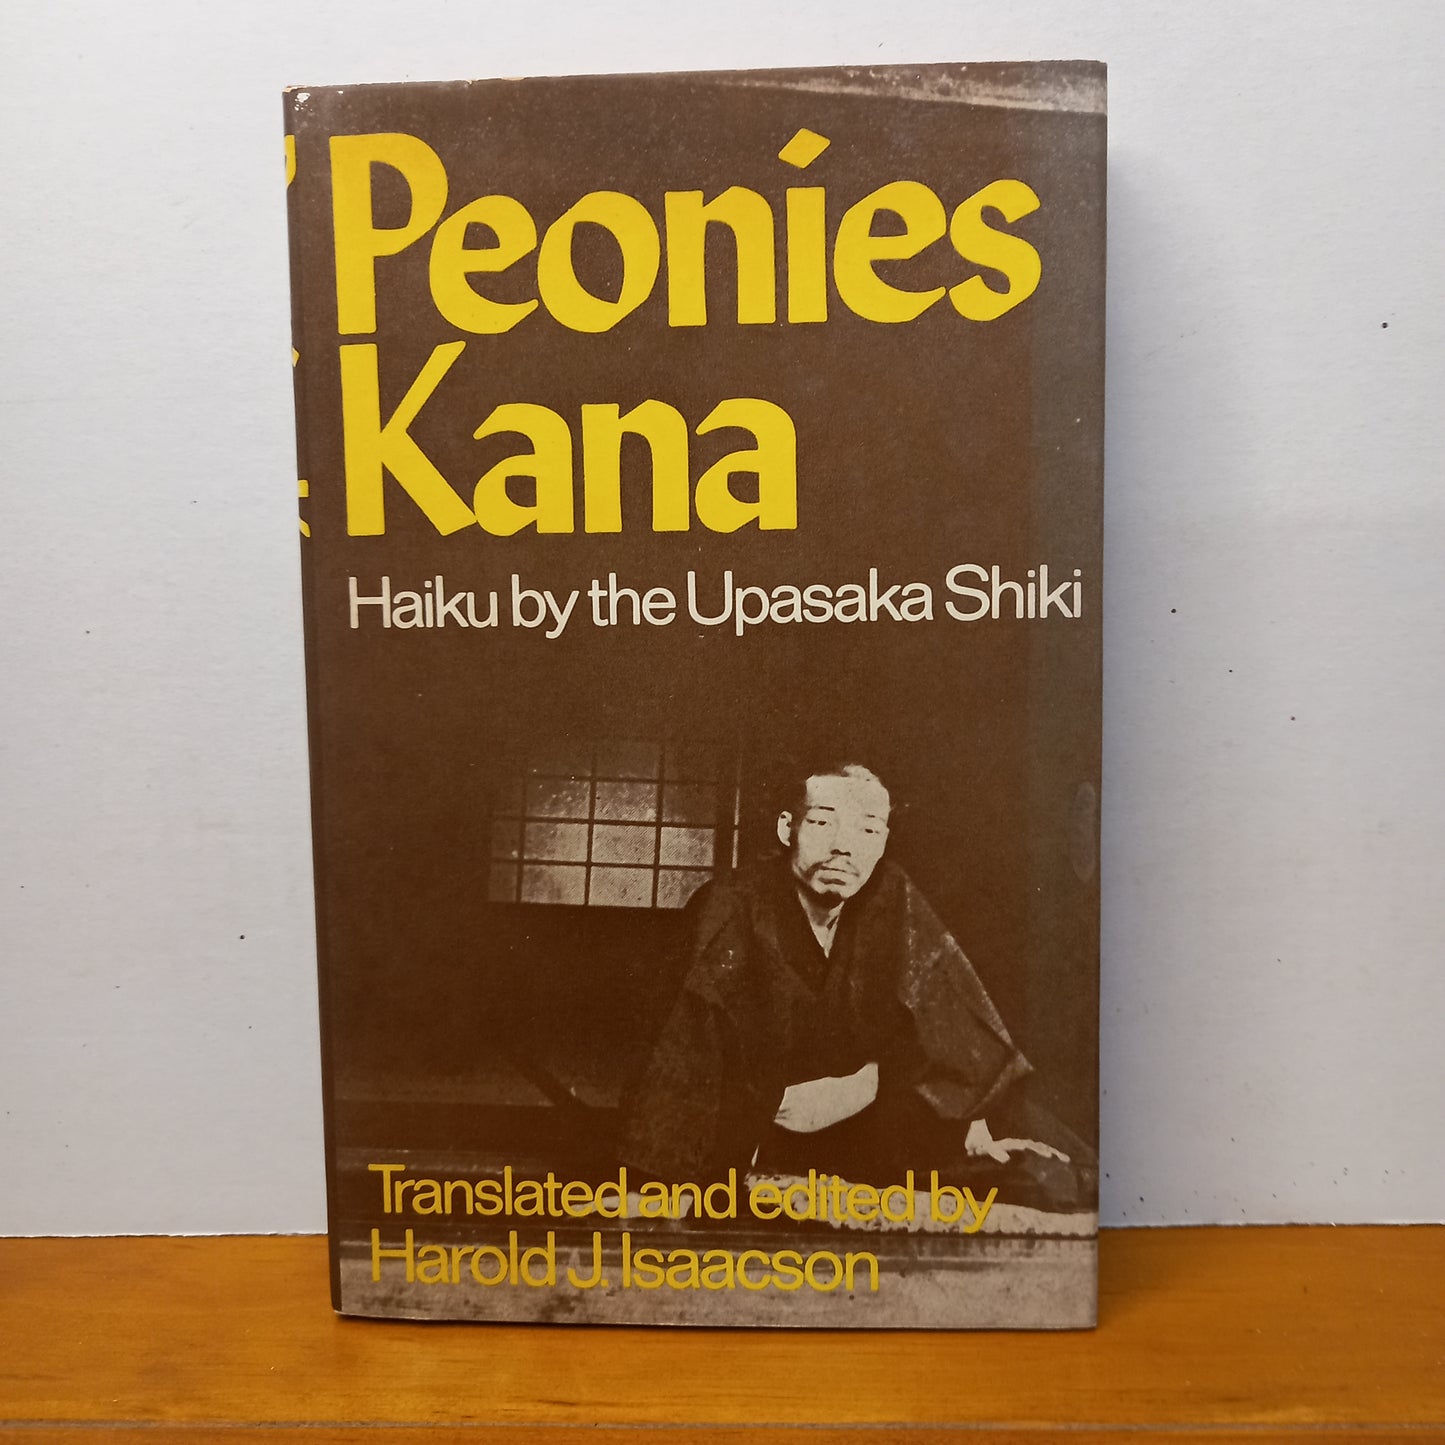 Peonies
Kana
Haiku by the Upasaka Shiki
Translated and edited by
Harold J. Isaacson